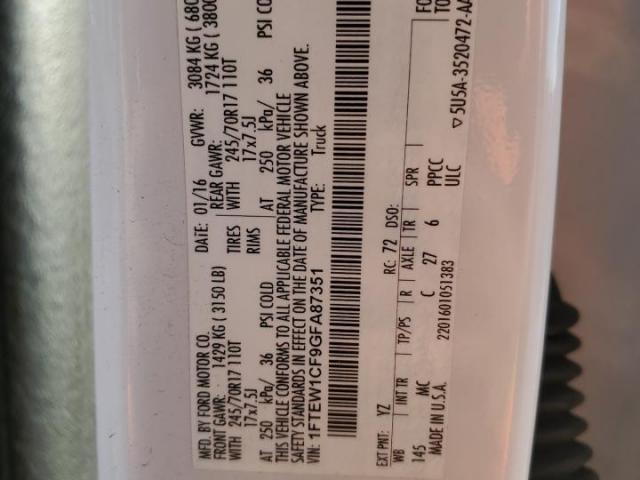 MFD. BY FORD MOTOR CO.
DATE: 01/16 GVWR: 3084 KG ( 680
FRONT GAWR: 1429 KG ( 3150 LB) REAR GAWR: 1724 KG ( 3800
WITH 245/70R17 110T TIRES WITH 245/70R17 110T
17x7.5J RIMS 17x7.5J
AT 250 kPa/ 36 PSI COLD AT 250 kPa/ 36 PSI CO
THIS VEHICLE CONFORMS TO ALL APPLICABLE FEDERAL MOTOR VEHICLE
SAFETY STANDARDS IN EFFECT ON THE DATE OF MANUFACTURE SHOWN ABOVE.
VIN: 1FTEW1CF9GFA87351 TYPE: Truck
EXT PNT: YZ RC: 72 DSO:
WB INT TR TP/PS R AXLE TR SPR
145 MC C 27 6 PPCC
MADE IN U.S.A. 2201601051383 ULC
5U5A-3520472-AA